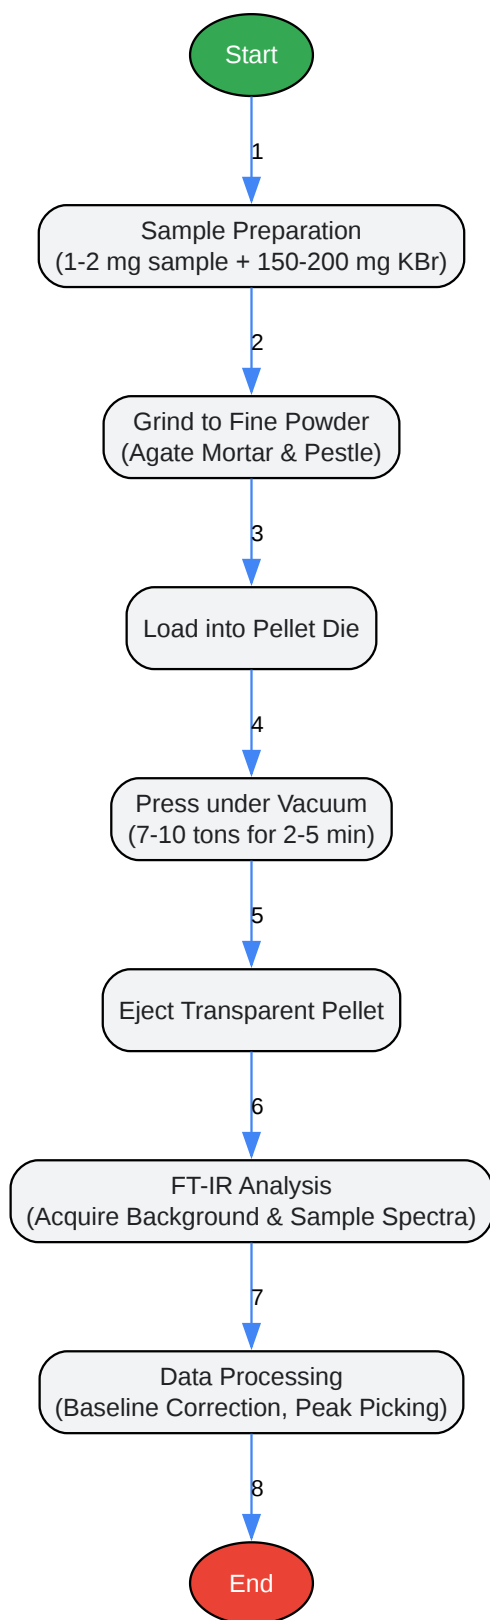 Start
1
Sample Preparation
(1-2 mg sample + 150-200 mg KBr)
2
Grind to Fine Powder
(Agate Mortar & Pestle)
3
Load into Pellet Die
4
Press under Vacuum
(7-10 tons for 2-5 min)
5
Eject Transparent Pellet
6
FT-IR Analysis
(Acquire Background & Sample Spectra)
7
Data Processing
(Baseline Correction, Peak Picking)
8
End